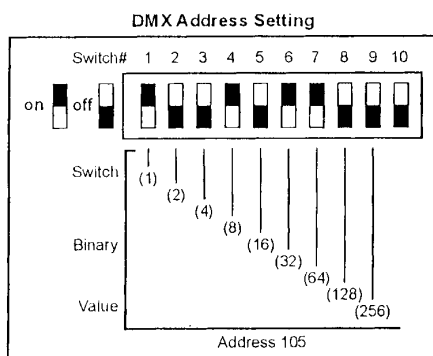 DMX Address Setting
Switch# 1 2 3 4 5 6 7 8 9 10
on off
Switch
(1)
(2)
(4)
(8)
Binary
(16)
(32)
(64)
(128)
Value
(256)
Address 105